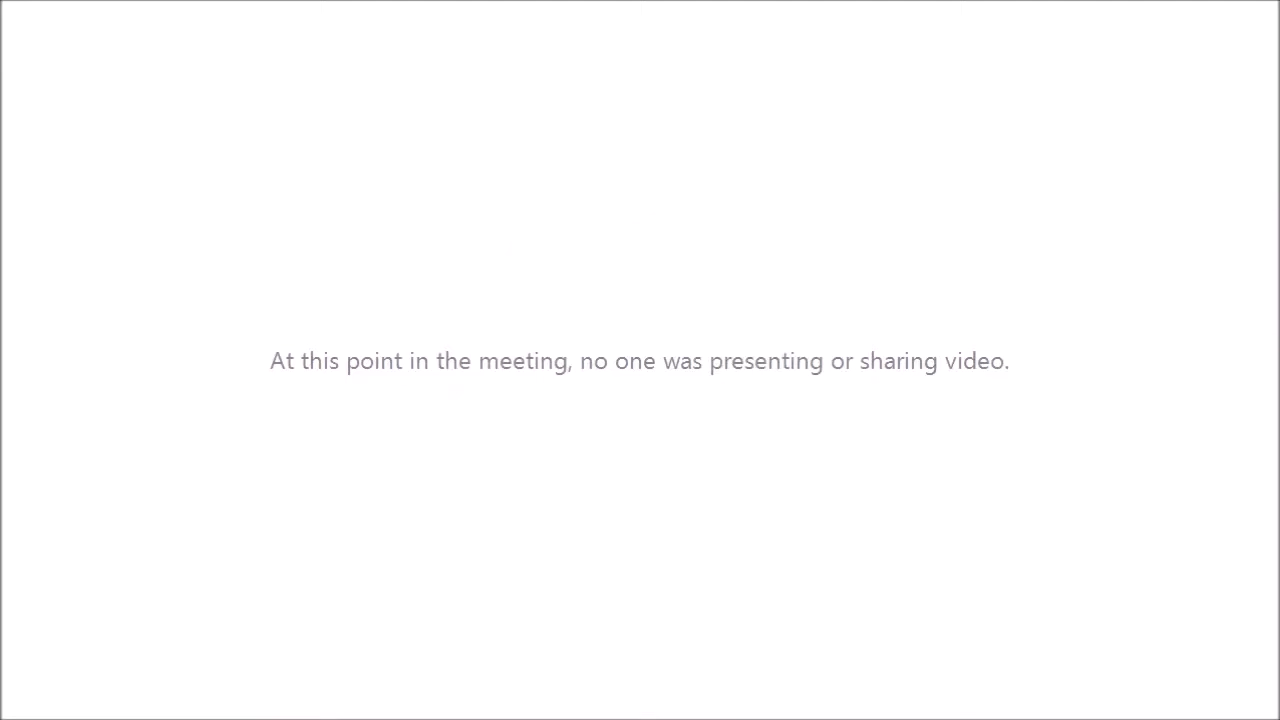 At this point in the meeting, no one was presenting or sharing video.